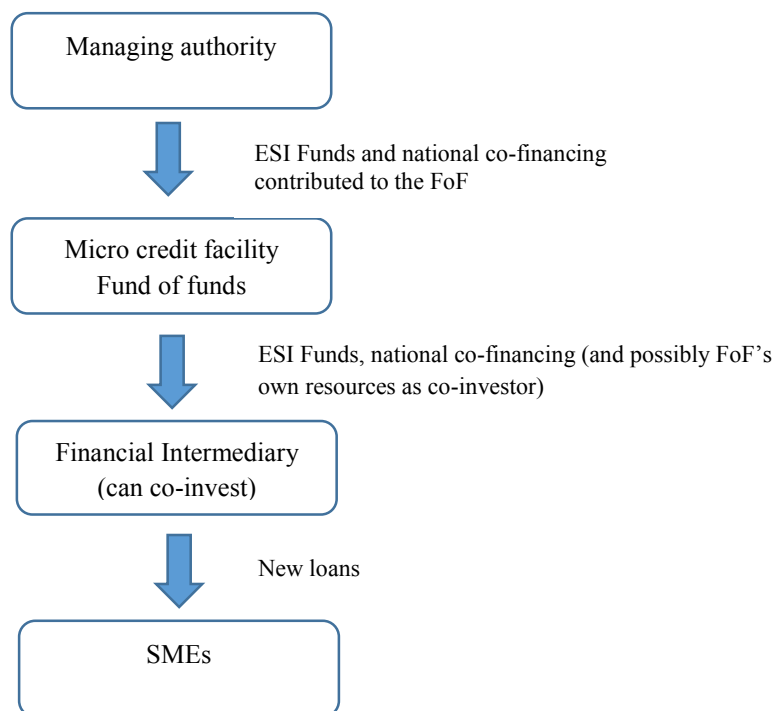 Managing authority
ESI Funds and national co-financing
contributed to the FoF
Micro credit facility
Fund of funds
ESI Funds, national co-financing (and possibly FoF’s
own resources as co-investor)
Financial Intermediary
(can co-invest)
New loans
SMEs